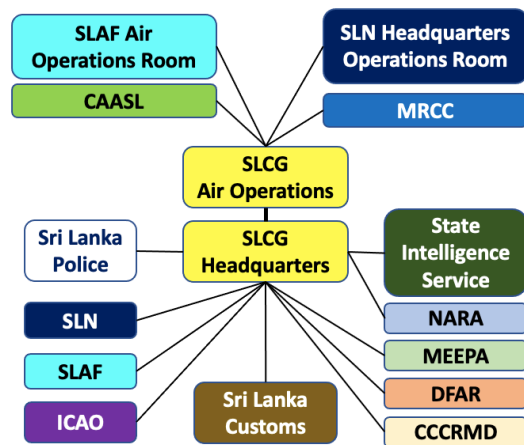 SLAF Air
Operations Room
SLN Headquarters
Operations Room
CAASL
MRCC
SLCG
Air Operations
Sri Lanka
Police
SLCG
Headquarters
State
Intelligence
Service
SLN
NARA
SLAF
MEEPA
ICAO
Sri Lanka
Customs
DFAR
CCCRMD